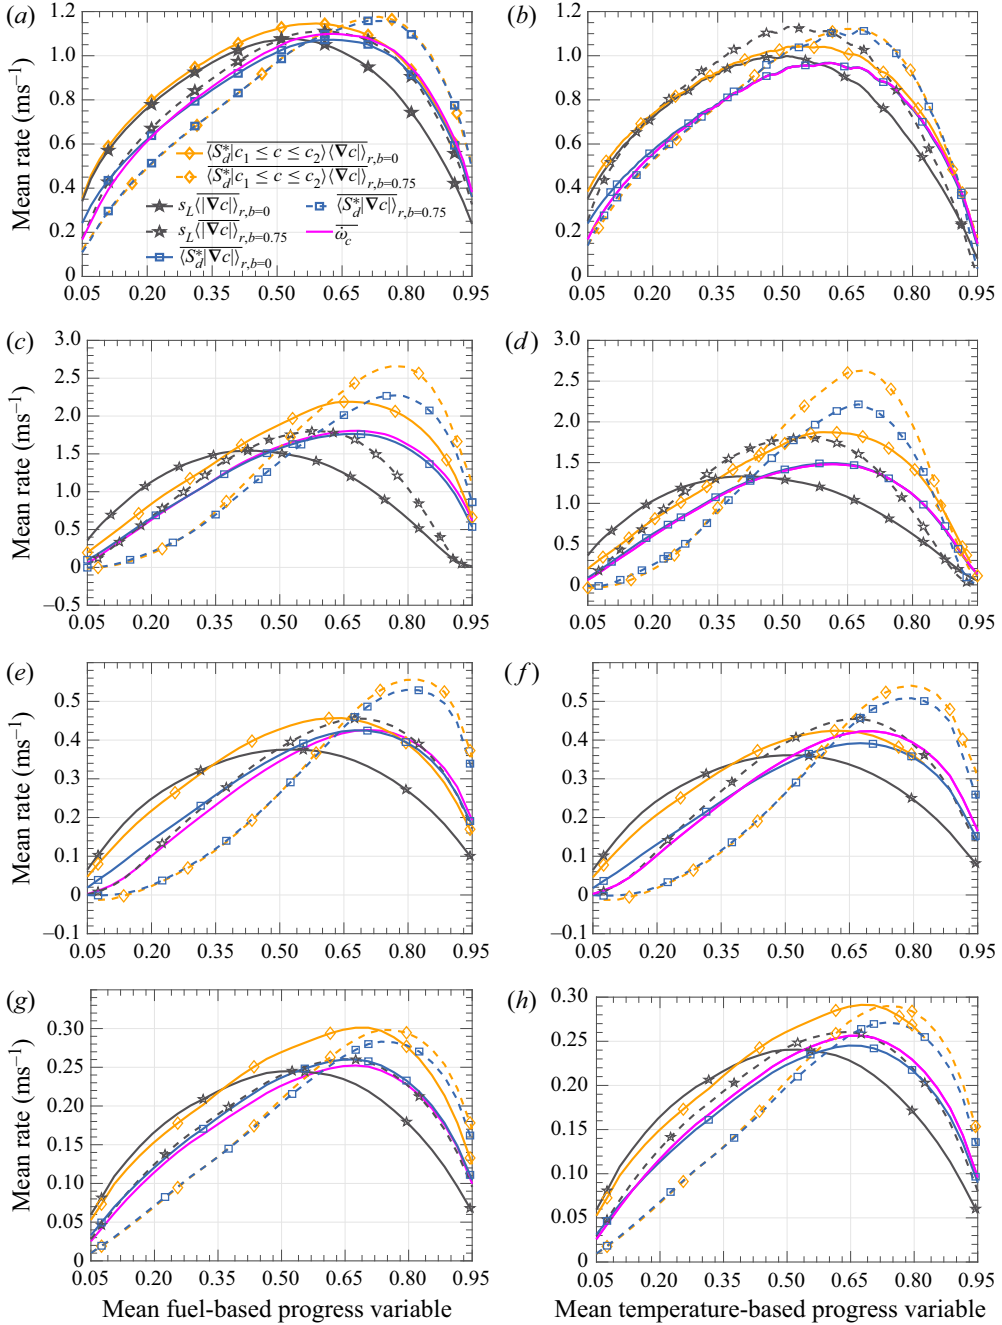 (a)
(b)
1.2
1.0
0.8
0.6
0.4
0.2
0
Mean rate (ms⁻¹)
0.05 0.20 0.35 0.50 0.65 0.80 0.95
⟨S*_d|c₁ ≤ c ≤ c₂⟩⟨∇c|⟩_{r,b=0}
⟨S*_d|c₁ ≤ c ≤ c₂⟩⟨∇c|⟩_{r,b=0.75}
s_L⟨|∇c|⟩_{r,b=0}
⟨S*_d|∇c|⟩_{r,b=0.75}
s_L⟨|∇c|⟩_{r,b=0.75}
ω̇_c
⟨S*_d|∇c|⟩_{r,b=0}
1.2
1.0
0.8
0.6
0.4
0.2
0
0.05 0.20 0.35 0.50 0.65 0.80 0.95
(c)
(d)
3.0
2.5
2.0
1.5
1.0
0.5
0
–0.5
Mean rate (ms⁻¹)
0.05 0.20 0.35 0.50 0.65 0.80 0.95
3.0
2.5
2.0
1.5
1.0
0.5
0
0.05 0.20 0.35 0.50 0.65 0.80 0.95
(e)
(f)
0.5
0.4
0.3
0.2
0.1
0
–0.1
Mean rate (ms⁻¹)
0.05 0.20 0.35 0.50 0.65 0.80 0.95
0.5
0.4
0.3
0.2
0.1
0
–0.1
0.05 0.20 0.35 0.50 0.65 0.80 0.95
(g)
(h)
0.30
0.25
0.20
0.15
0.10
0.05
0
Mean rate (ms⁻¹)
0.05 0.20 0.35 0.50 0.65 0.80 0.95
Mean fuel-based progress variable
0.30
0.25
0.20
0.15
0.10
0.05
0
0.05 0.20 0.35 0.50 0.65 0.80 0.95
Mean temperature-based progress variable